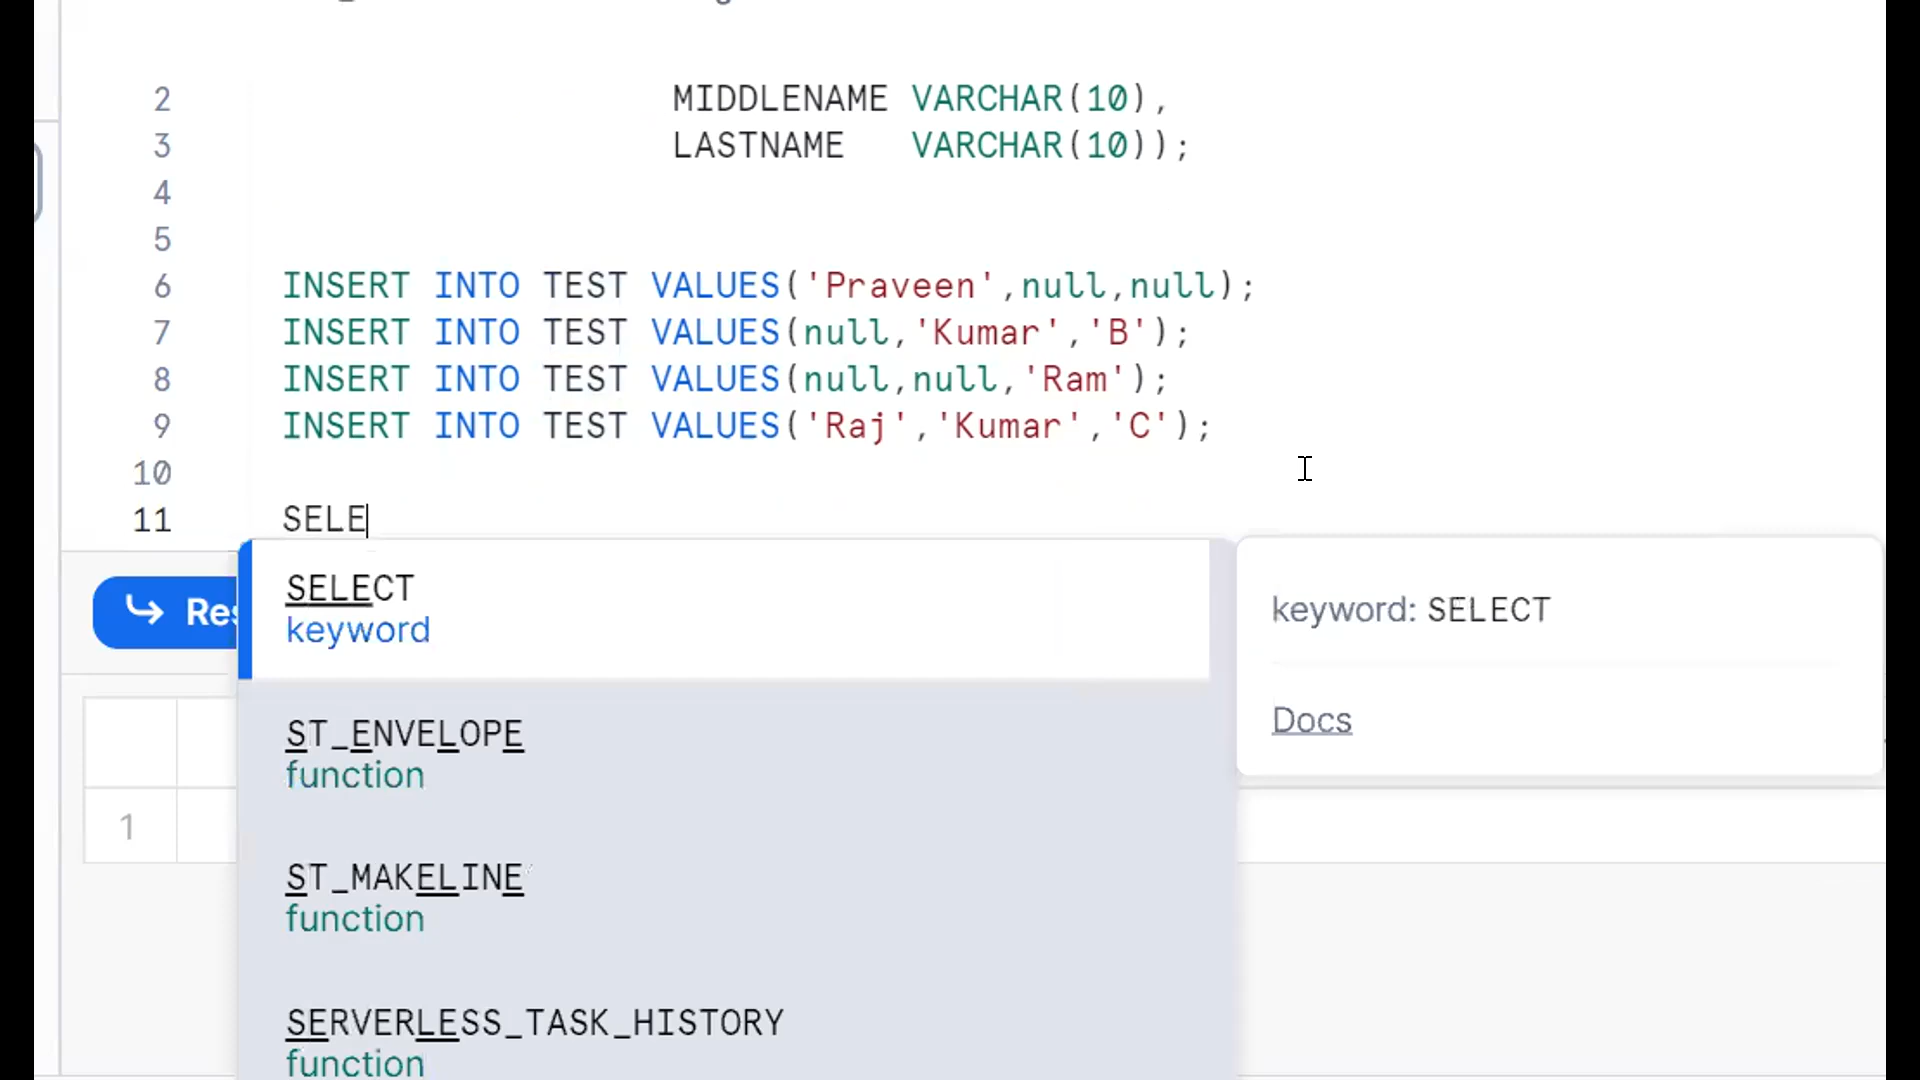 2 MIDDLENAME VARCHAR(10),
3 LASTNAME VARCHAR(10));
4
5
6 INSERT INTO TEST VALUES('Praveen',null,null);
7 INSERT INTO TEST VALUES(null,'Kumar','B');
8 INSERT INTO TEST VALUES(null,null,'Ram');
9 INSERT INTO TEST VALUES('Raj','Kumar','C');
10
11 SELE
Res
SELECT
keyword
keyword: SELECT
Docs
ST_ENVELOPE
function
1
ST_MAKELINE
function
SERVERLESS_TASK_HISTORY
function